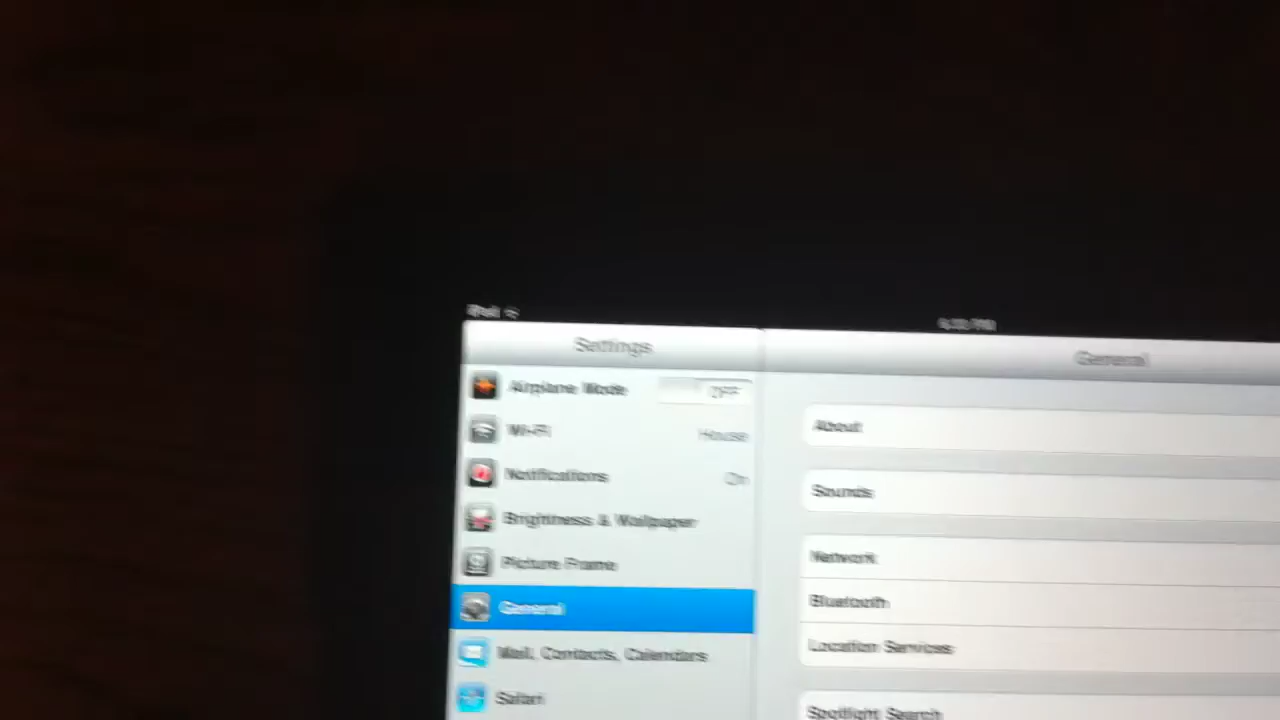 iPad
Settings
General
Airplane Mode OFF
Wi-Fi House
Notifications On
Brightness & Wallpaper
Picture Frame
General
Mail, Contacts, Calendars
Safari
About
Sounds
Network
Bluetooth
Location Services
Spotlight Search